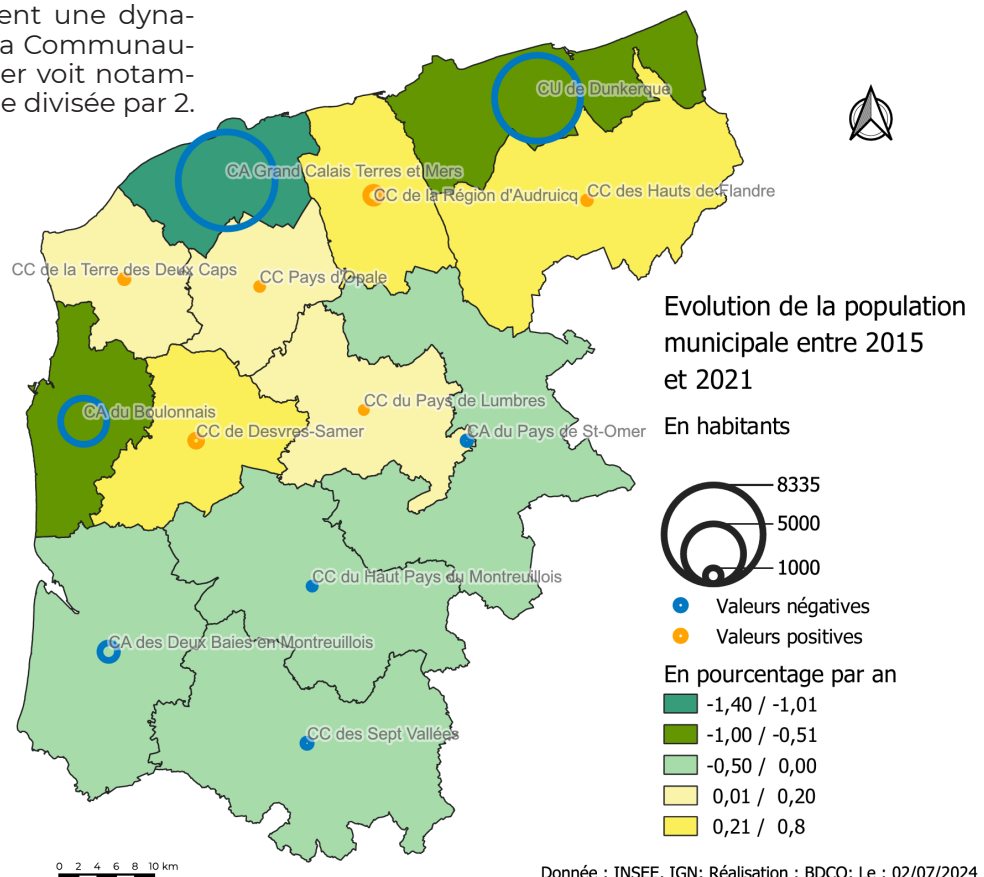 ent une dyna-
a Communau-
er voit notam-
e divisée par 2.
CU de Dunkerque
CA Grand Calais Terres et Mers
CC de la Région d'Audruicq
CC des Hauts de Flandre
CC de la Terre des Deux Caps
CC Pays d'Opale
CA du Boulonnais
CC du Pays de Lumbres
CC de Desvres-Samer
CA du Pays de St-Omer
CC du Haut Pays du Montreuillois
CA des Deux Baies en Montreuillois
CC des Sept Vallées
Evolution de la population
municipale entre 2015
et 2021
En habitants
8335
5000
1000
Valeurs négatives
Valeurs positives
En pourcentage par an
-1,40 / -1,01
-1,00 / -0,51
-0,50 / 0,00
0,01 / 0,20
0,21 / 0,8
0 2 4 6 8 10 km
Donnée : INSEE, IGN; Réalisation : BDCO; Le : 02/07/2024